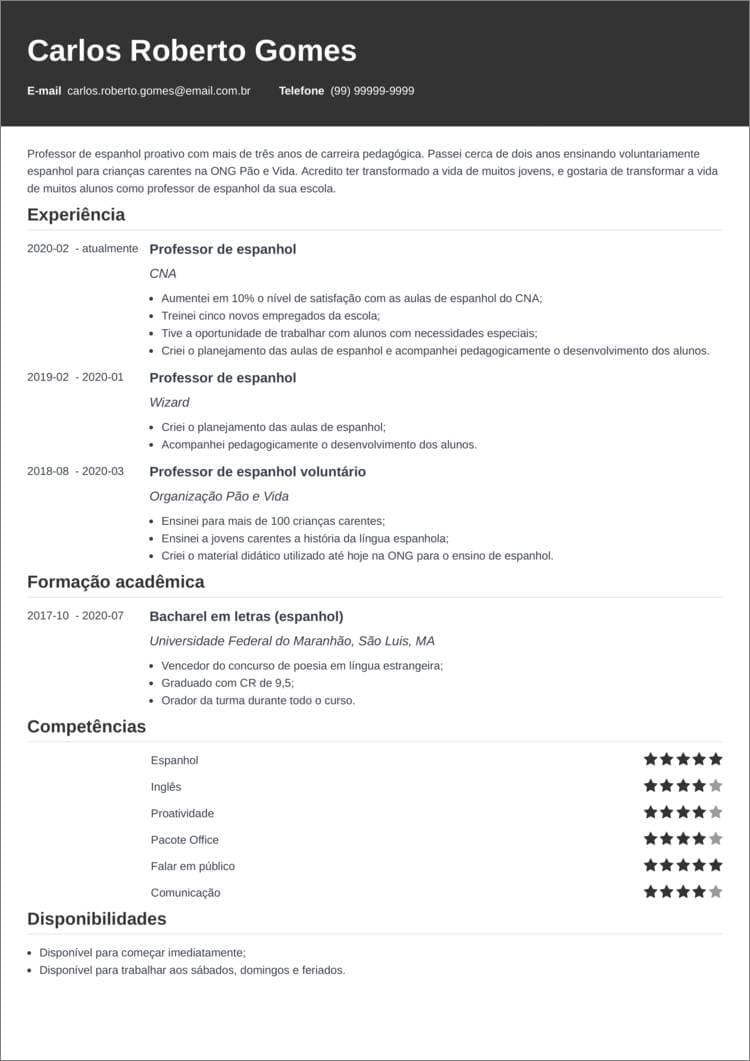 Carlos Roberto Gomes
E-mail carlos.roberto.gomes@email.com.br Telefone (99) 99999-9999
Professor de espanhol proativo com mais de três anos de carreira pedagógica. Passei cerca de dois anos ensinando voluntariamente
espanhol para crianças carentes na ONG Pão e Vida. Acredito ter transformado a vida de muitos jovens, e gostaria de transformar a vida
de muitos alunos como professor de espanhol da sua escola.
Experiência
2020-02 - atualmente Professor de espanhol
CNA
• Aumentei em 10% o nível de satisfação com as aulas de espanhol do CNA;
• Treinei cinco novos empregados da escola;
• Tive a oportunidade de trabalhar com alunos com necessidades especiais;
• Criei o planejamento das aulas de espanhol e acompanhei pedagogicamente o desenvolvimento dos alunos.
2019-02 - 2020-01 Professor de espanhol
Wizard
• Criei o planejamento das aulas de espanhol;
• Acompanhei pedagogicamente o desenvolvimento dos alunos.
2018-08 - 2020-03 Professor de espanhol voluntário
Organização Pão e Vida
• Ensinei para mais de 100 crianças carentes;
• Ensinei a jovens carentes a história da língua espanhola;
• Criei o material didático utilizado até hoje na ONG para o ensino de espanhol.
Formação acadêmica
2017-10 - 2020-07 Bacharel em letras (espanhol)
Universidade Federal do Maranhão, São Luis, MA
• Vencedor do concurso de poesia em língua estrangeira;
• Graduado com CR de 9,5;
• Orador da turma durante todo o curso.
Competências
Espanhol
Inglês
Proatividade
Pacote Office
Falar em público
Comunicação
Disponibilidades
• Disponível para começar imediatamente;
• Disponível para trabalhar aos sábados, domingos e feriados.